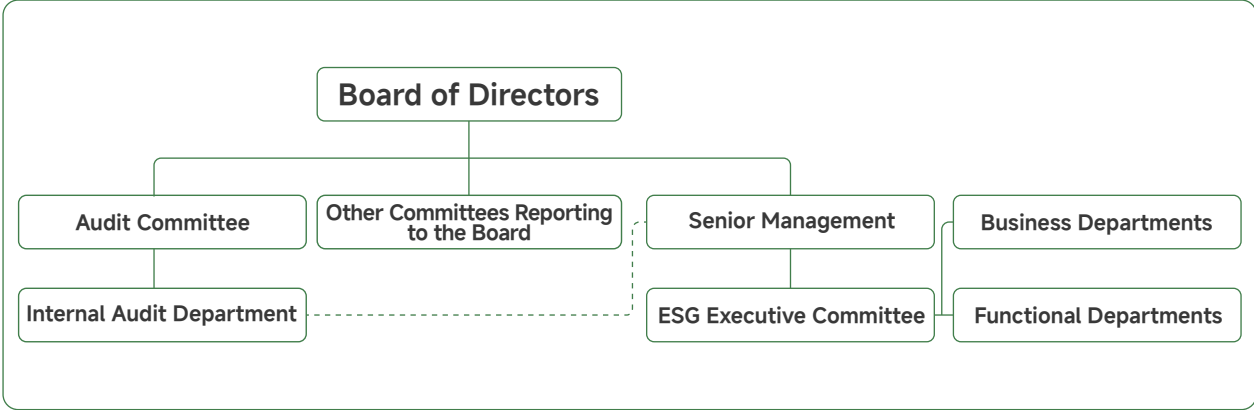 Board of Directors
Audit Committee
Other Committees Reporting
to the Board
Senior Management
Business Departments
Internal Audit Department
ESG Executive Committee
Functional Departments